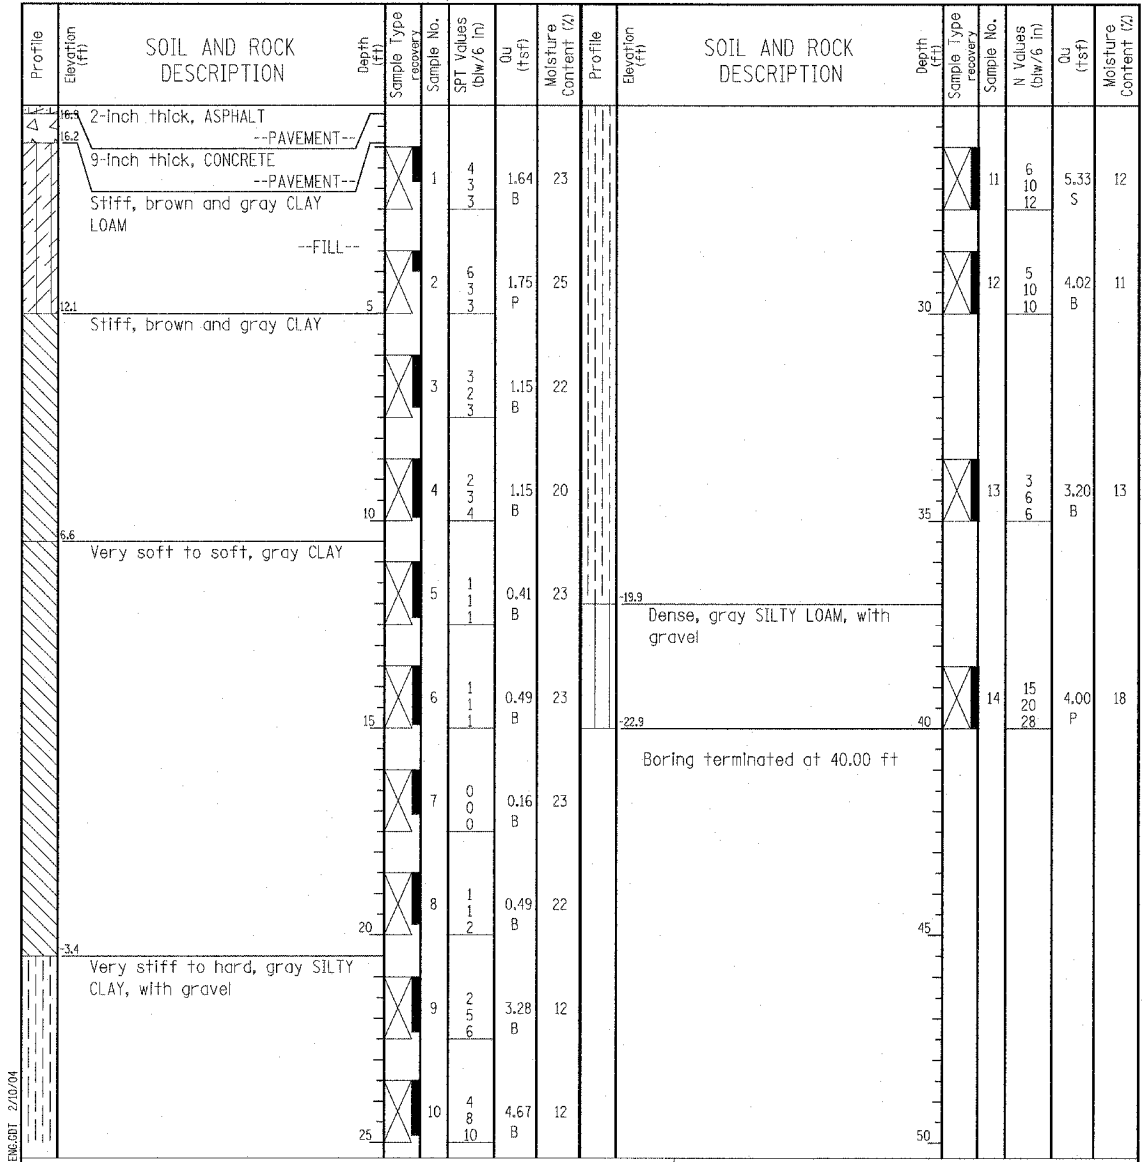 Profile
Elevation (ft)
SOIL AND ROCK
DESCRIPTION
Depth (ft)
Sample Type
recovery
Sample No.
SPT Values
(blw/6 in)
Qu
(tsf)
Moisture
Content (%)
16.9 2-inch thick, ASPHALT
--PAVEMENT--
16.2
9-inch thick, CONCRETE
--PAVEMENT--
Stiff, brown and gray CLAY
LOAM
--FILL--
1 4 3 3 1.64 B 23
2 6 3 3 1.75 P 25
12.1 5
Stiff, brown and gray CLAY
3 3 2 3 1.15 B 22
4 2 3 4 1.15 B 20
10
6.6
Very soft to soft, gray CLAY
5 1 1 1 0.41 B 23
6 1 1 1 0.49 B 23
15
7 0 0 0 0.16 B 23
8 1 1 2 0.49 B 22
20
-3.4
Very stiff to hard, gray SILTY
CLAY, with gravel
9 2 5 6 3.28 B 12
10 4 8 10 4.67 B 12
25
Profile
Elevation (ft)
SOIL AND ROCK
DESCRIPTION
Depth (ft)
Sample Type
recovery
Sample No.
N Values
(blw/6 in)
Qu
(tsf)
Moisture
Content (%)
11 6 10 12 5.33 S 12
12 5 10 10 4.02 B 11
30
13 3 6 6 3.20 B 13
35
-19.9
Dense, gray SILTY LOAM, with
gravel
14 15 20 28 4.00 P 18
-22.9 40
Boring terminated at 40.00 ft
45
50
ENG.GDT 2/10/04